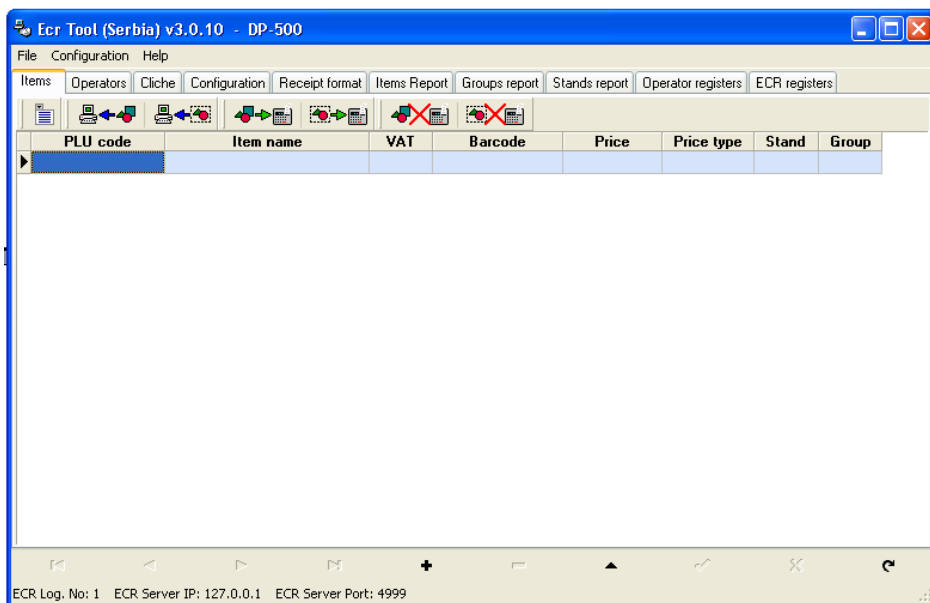 Ecr Tool (Serbia) v3.0.10 - DP-500
File Configuration Help
Items Operators Cliche Configuration Receipt format Items Report Groups report Stands report Operator registers ECR registers
PLU code Item name VAT Barcode Price Price type Stand Group
ECR Log. No: 1 ECR Server IP: 127.0.0.1 ECR Server Port: 4999